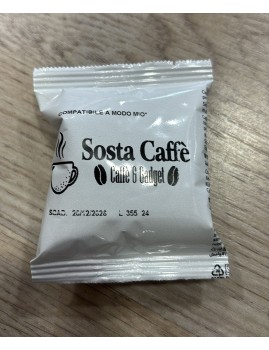 COMPATIBILE A MODO MIO*
Sosta Caffè
Caffè & Gadget
SCAD. 20/12/2026 L 355 24